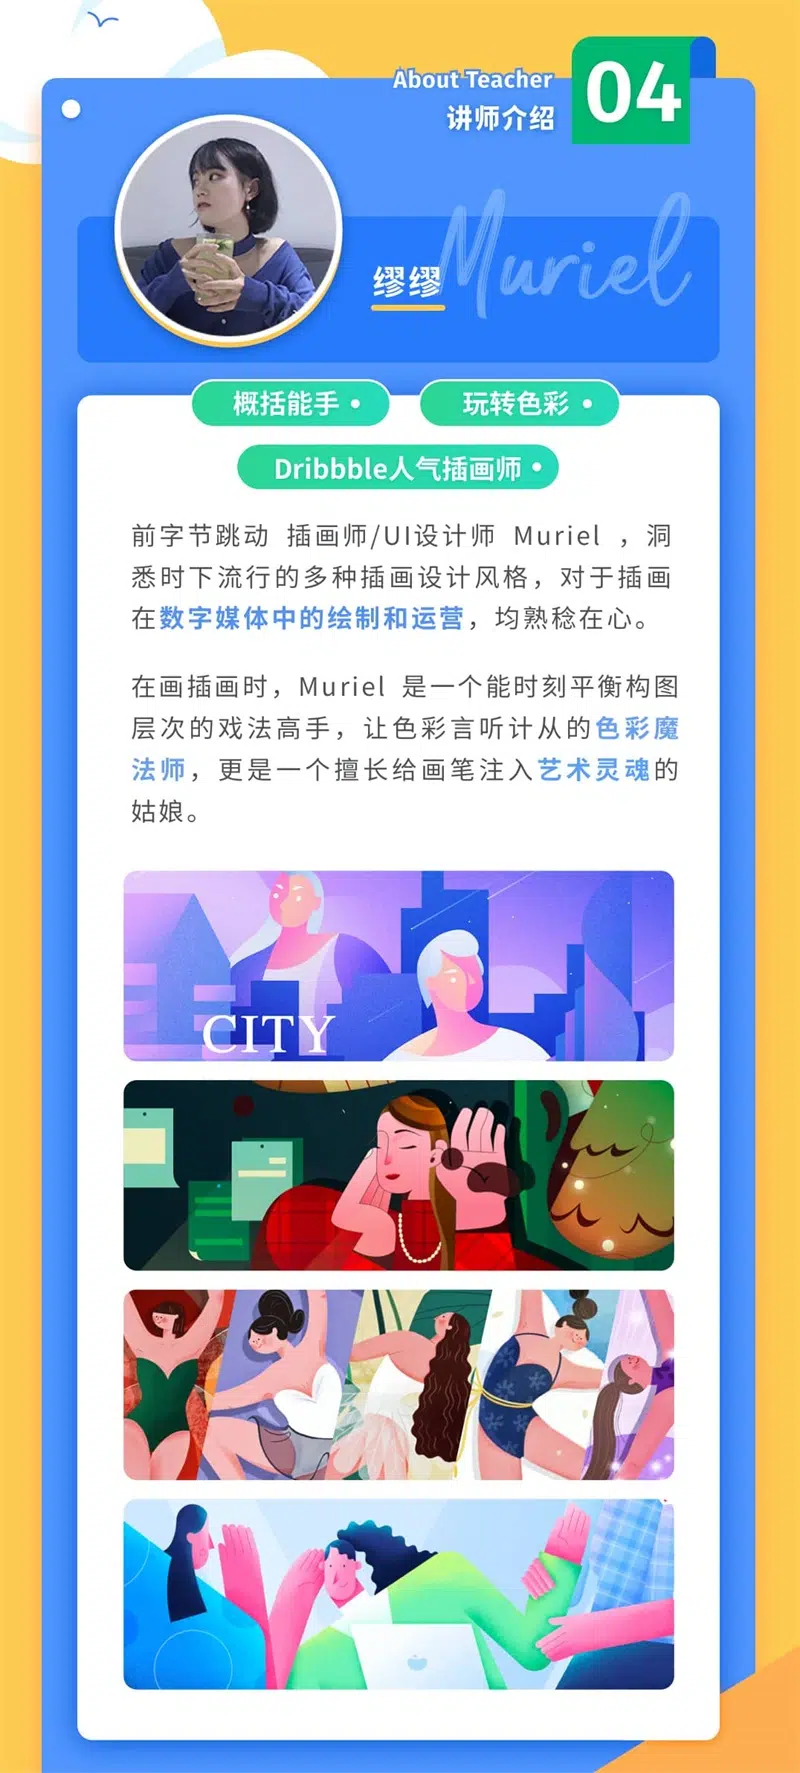 About Teacher
讲师介绍
04
缪缪
Muriel
概括能手
玩转色彩
Dribbble人气插画师
前字节跳动 插画师/UI设计师 Muriel ，洞
悉时下流行的多种插画设计风格，对于插画
在数字媒体中的绘制和运营，均熟稔在心。
在画插画时，Muriel 是一个能时刻平衡构图
层次的戏法高手，让色彩言听计从的色彩魔
法师，更是一个擅长给画笔注入艺术灵魂的
姑娘。
CITY